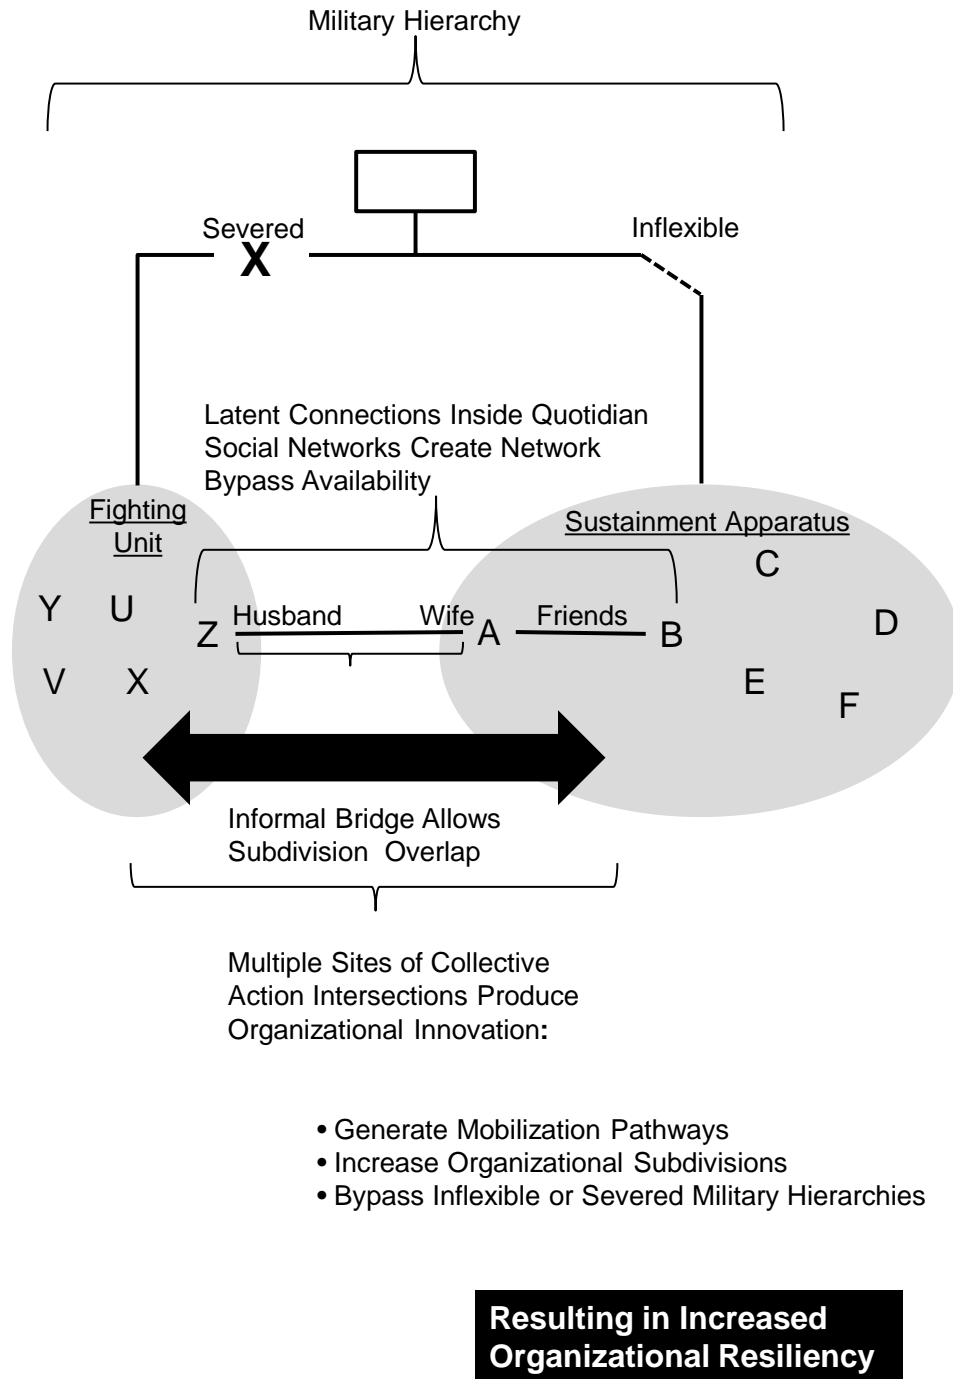 Military Hierarchy
Severed
X
Inflexible
Latent Connections Inside Quotidian
Social Networks Create Network
Bypass Availability
Fighting
Unit
Sustainment Apparatus
C
Y U
Z Husband Wife A Friends B
D
V X
E
F
Informal Bridge Allows
Subdivision Overlap
Multiple Sites of Collective
Action Intersections Produce
Organizational Innovation:
• Generate Mobilization Pathways
• Increase Organizational Subdivisions
• Bypass Inflexible or Severed Military Hierarchies
Resulting in Increased
Organizational Resiliency